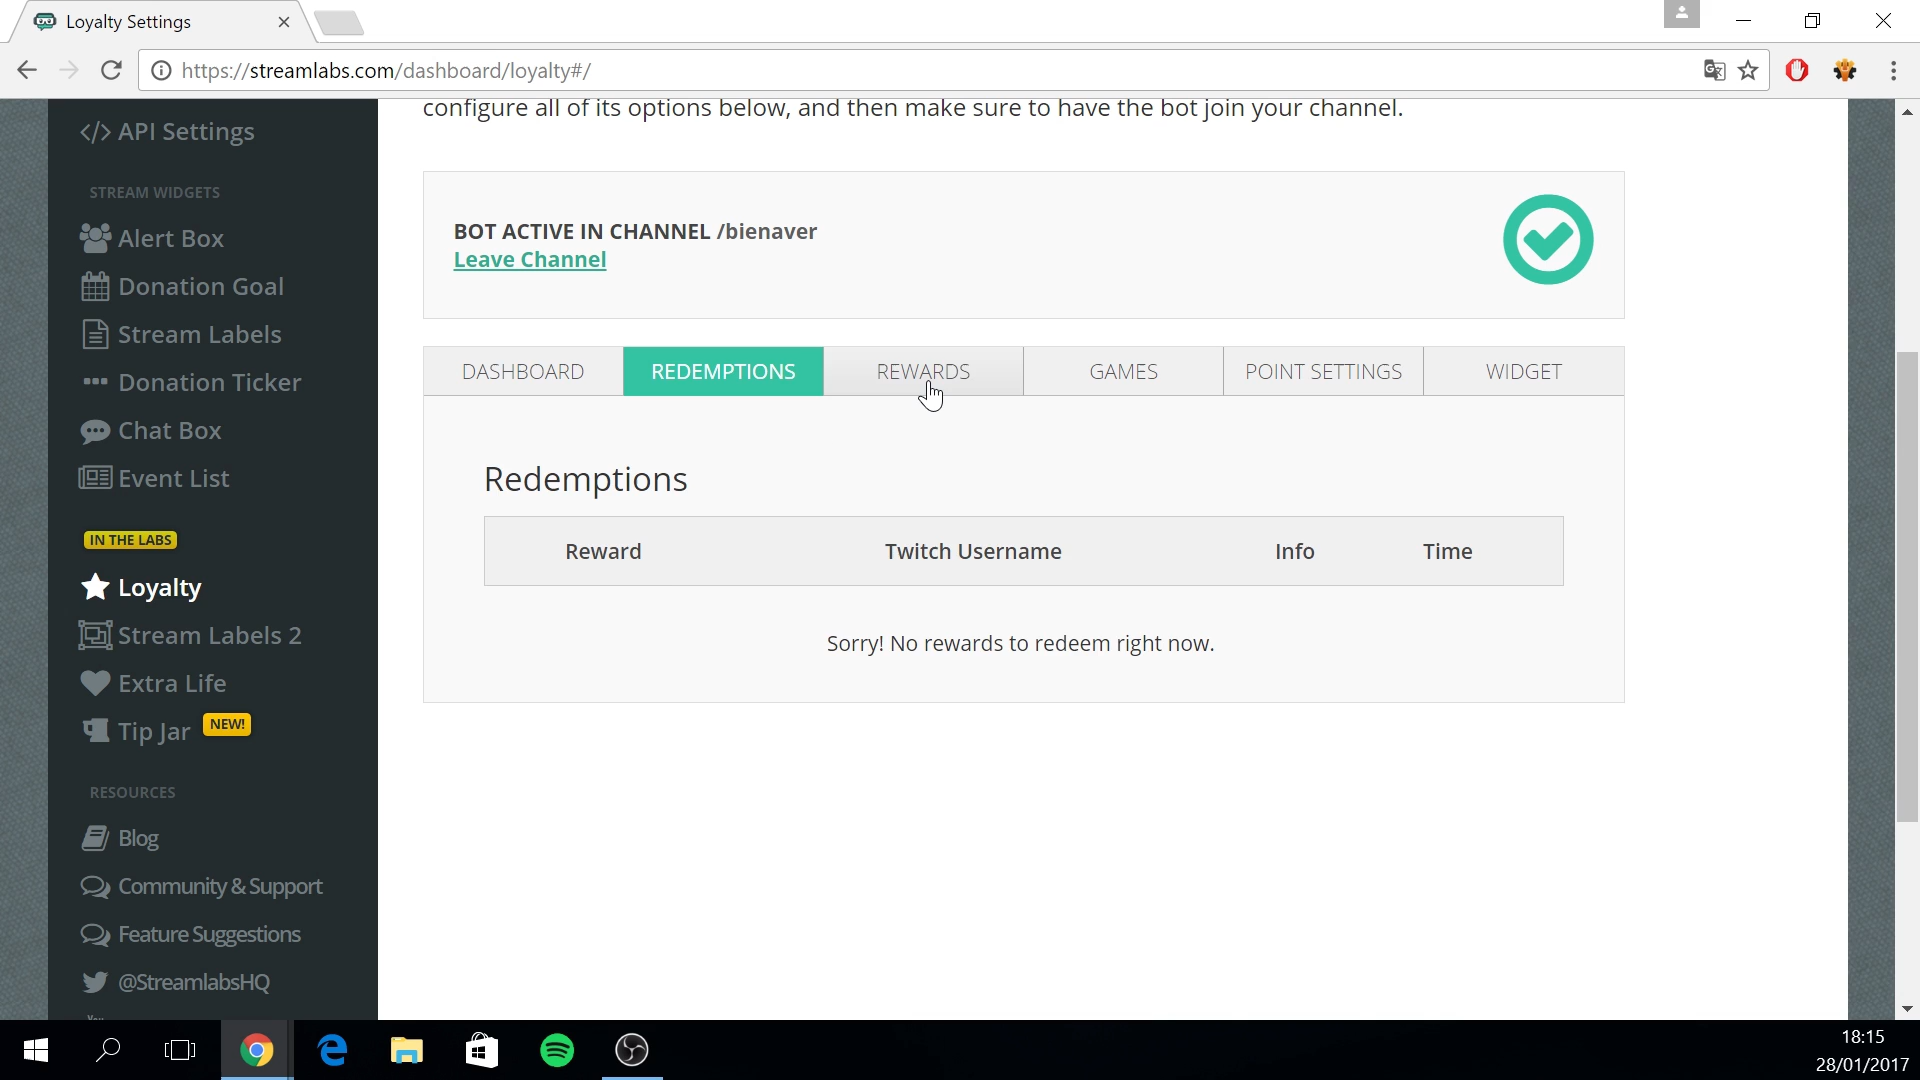 Loyalty Settings
https://streamlabs.com/dashboard/loyalty#/
configure all of its options below, and then make sure to have the bot join your channel.
</> API Settings
STREAM WIDGETS
Alert Box
Donation Goal
Stream Labels
Donation Ticker
Chat Box
Event List
IN THE LABS
Loyalty
Stream Labels 2
Extra Life
Tip Jar NEW!
RESOURCES
Blog
Community & Support
Feature Suggestions
@StreamlabsHQ
BOT ACTIVE IN CHANNEL /bienaver
Leave Channel
DASHBOARD REDEMPTIONS REWARDS GAMES POINT SETTINGS WIDGET
Redemptions
Reward Twitch Username Info Time
Sorry! No rewards to redeem right now.
18:15
28/01/2017